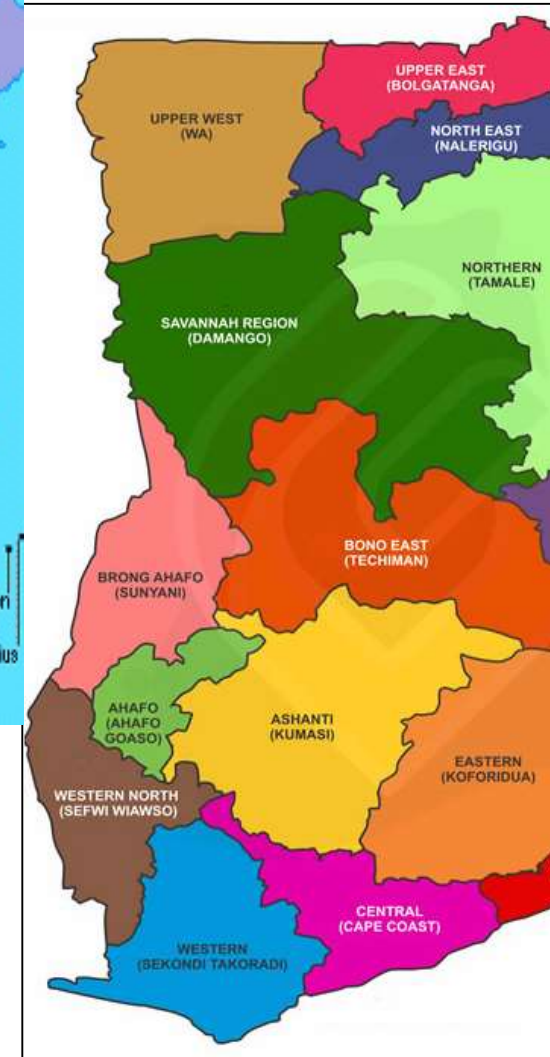 UPPER EAST
(BOLGATANGA)
UPPER WEST
(WA)
NORTH EAST
(NALERIGU)
NORTHERN
(TAMALE)
SAVANNAH REGION
(DAMANGO)
BONO EAST
(TECHIMAN)
BRONG AHAFO
(SUNYANI)
AHAFO
(AHAFO
GOASO)
ASHANTI
(KUMASI)
EASTERN
(KOFORIDUA)
WESTERN NORTH
(SEFWI WIAWSO)
CENTRAL
(CAPE COAST)
WESTERN
(SEKONDI TAKORADI)